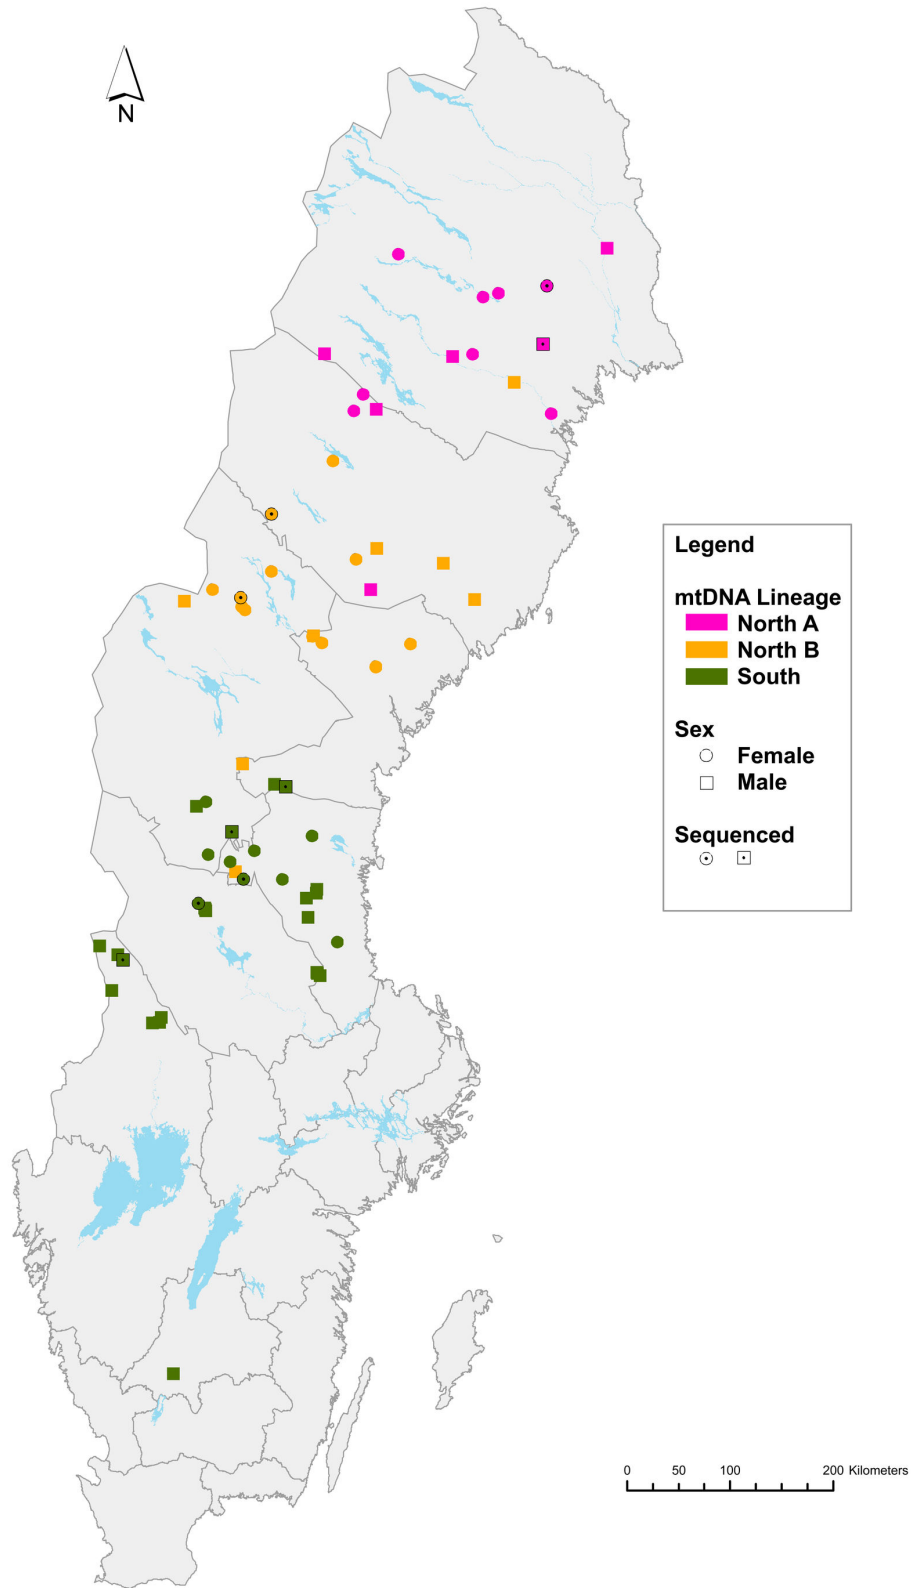 N
Legend
mtDNA Lineage
North A
North B
South
Sex
Female
Male
Sequenced
0 50 100 200 Kilometers